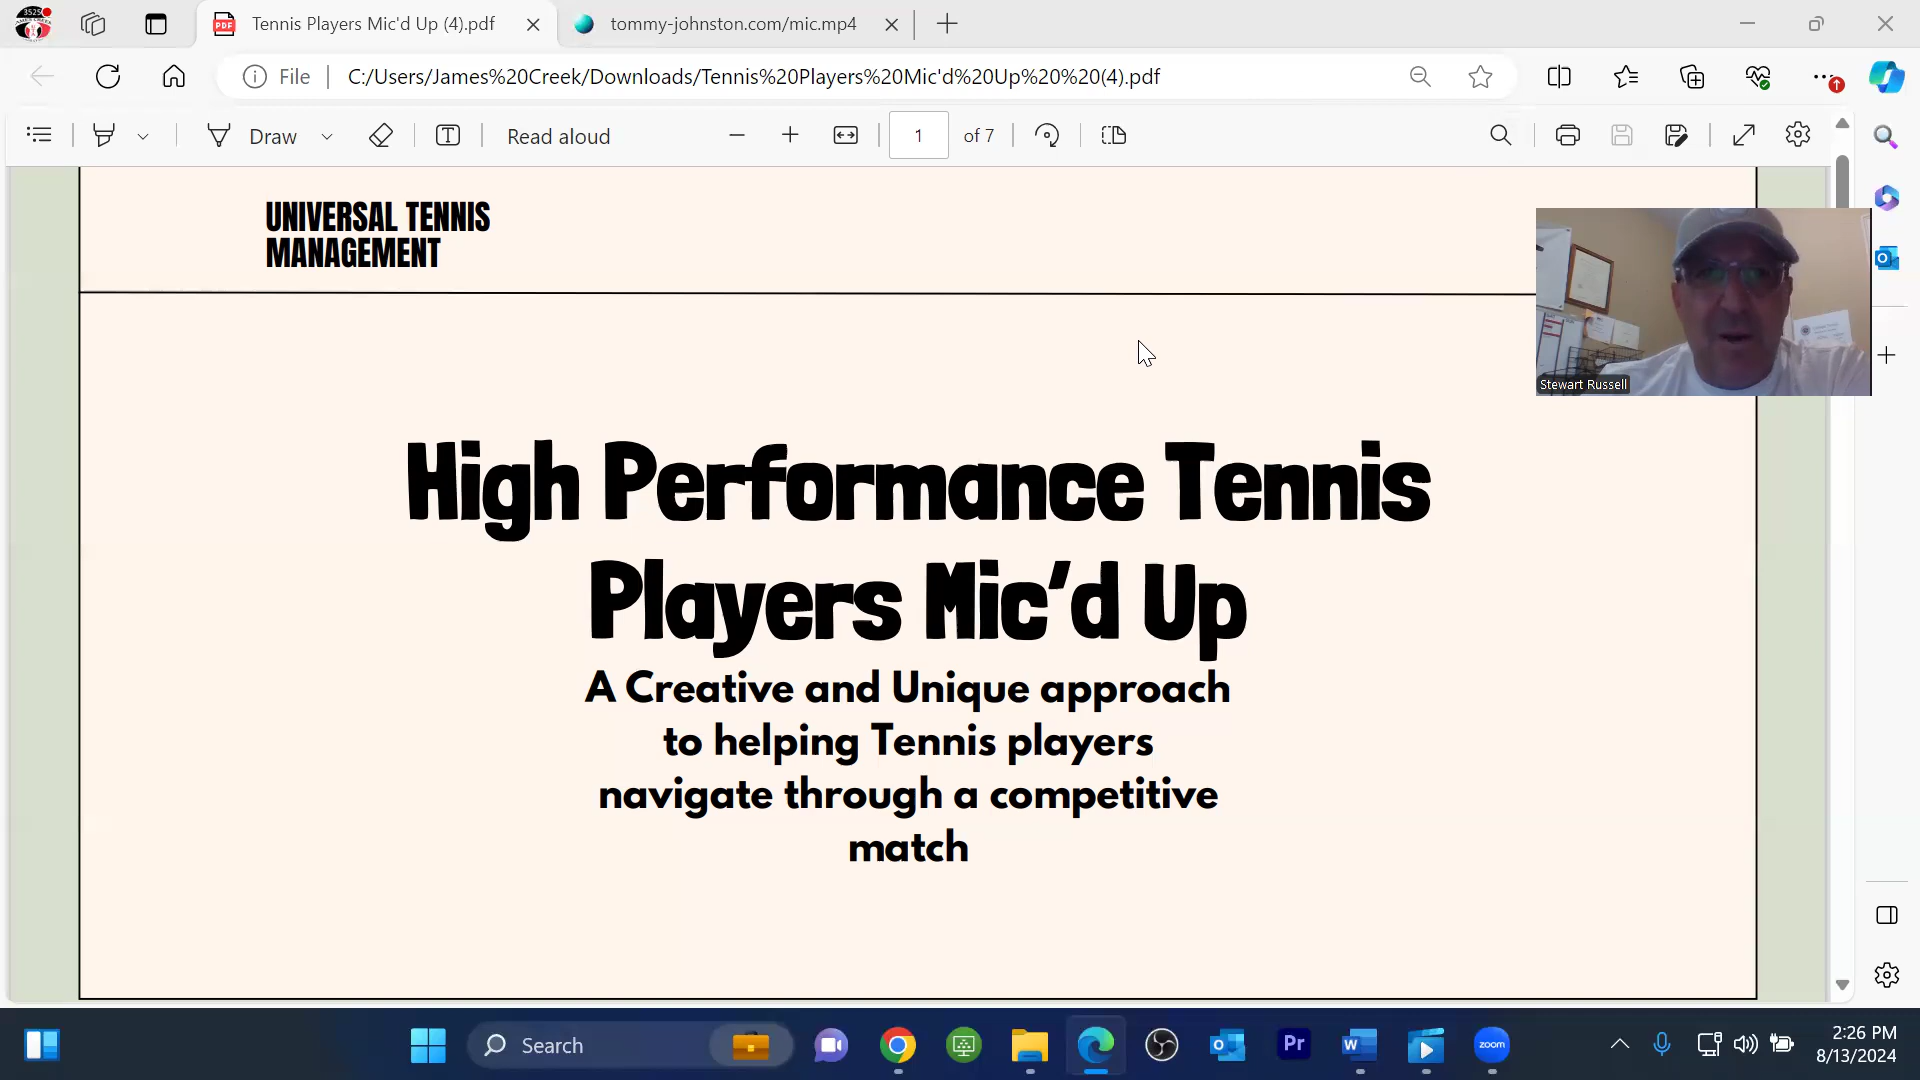 Tennis Players Mic'd Up (4).pdf
tommy-johnston.com/mic.mp4
File
C:/Users/James%20Creek/Downloads/Tennis%20Players%20Mic'd%20Up%20%20(4).pdf
Draw
Read aloud
1
of 7
UNIVERSAL TENNIS
MANAGEMENT
Stewart Russell
High Performance Tennis
Players Mic'd Up
A Creative and Unique approach
to helping Tennis players
navigate through a competitive
match
Search
zoom
2:26 PM
8/13/2024